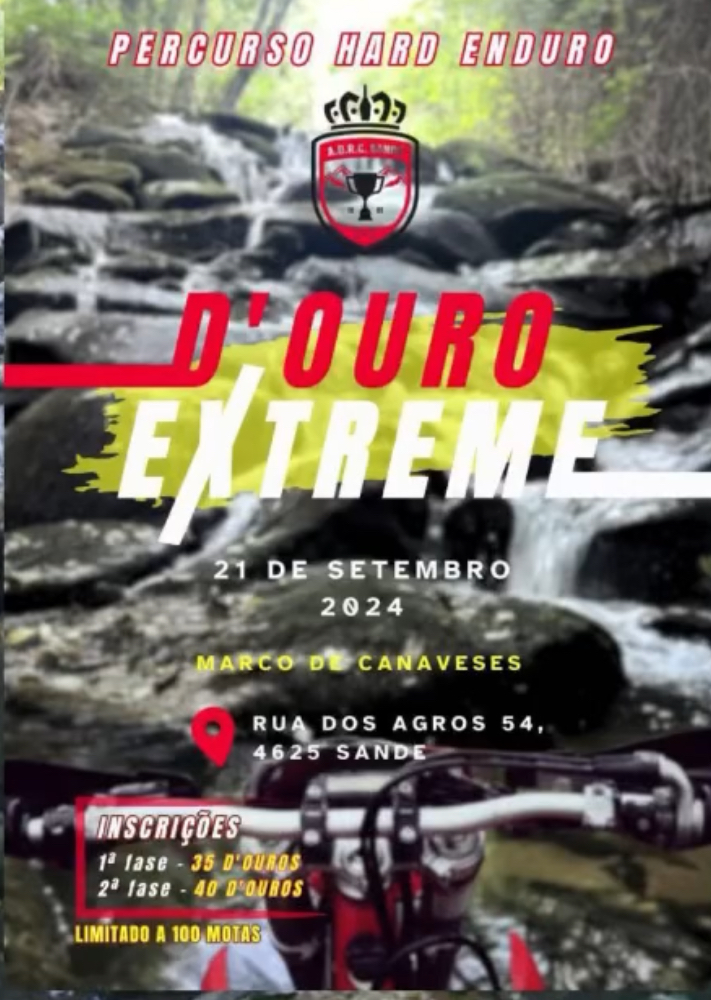 PERCURSO HARD ENDURO
A.D.R.C. SANDE
D'OURO
EXTREME
21 DE SETEMBRO
2024
MARCO DE CANAVESES
RUA DOS AGROS 54,
4625 SANDE
INSCRIÇÕES
1ª fase - 35 D'OUROS
2ª fase - 40 D'OUROS
LIMITADO A 100 MOTAS